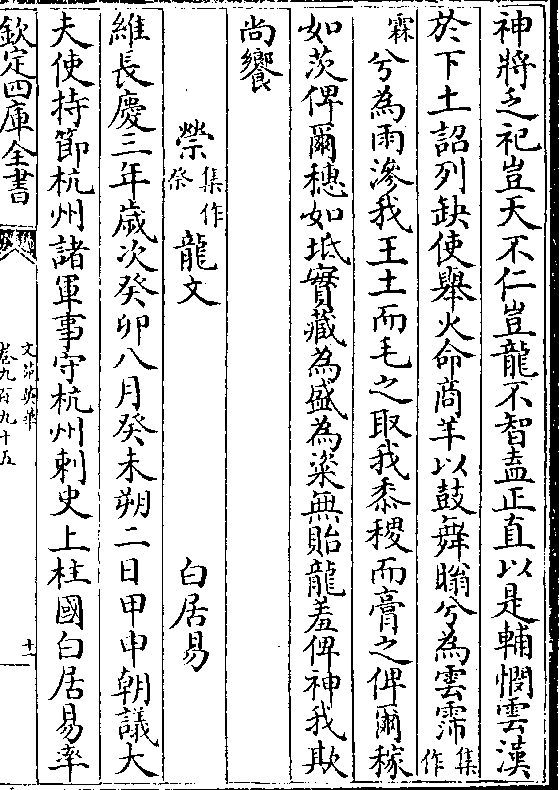 神將乏祀豈天不仁豈龍不智盍正直以是輔憫雲漢
於下土詔列缺使舉火命商羊以鼓舞暡兮為雲霈集作
霖兮為雨滲我王土而毛之取我黍稷而膏之俾爾稼
如茨俾爾穗如坻實藏為盛為粢無貽龍羞俾神我欺
尚饗
禜集作祭龍文 白居易
維長慶三年歲次癸卯八月癸未朔二日甲申朝議大
夫使持節杭州諸軍事守杭州刺史上柱國白居易率
欽定四庫全書
文苑英華
卷九百九十五
十一